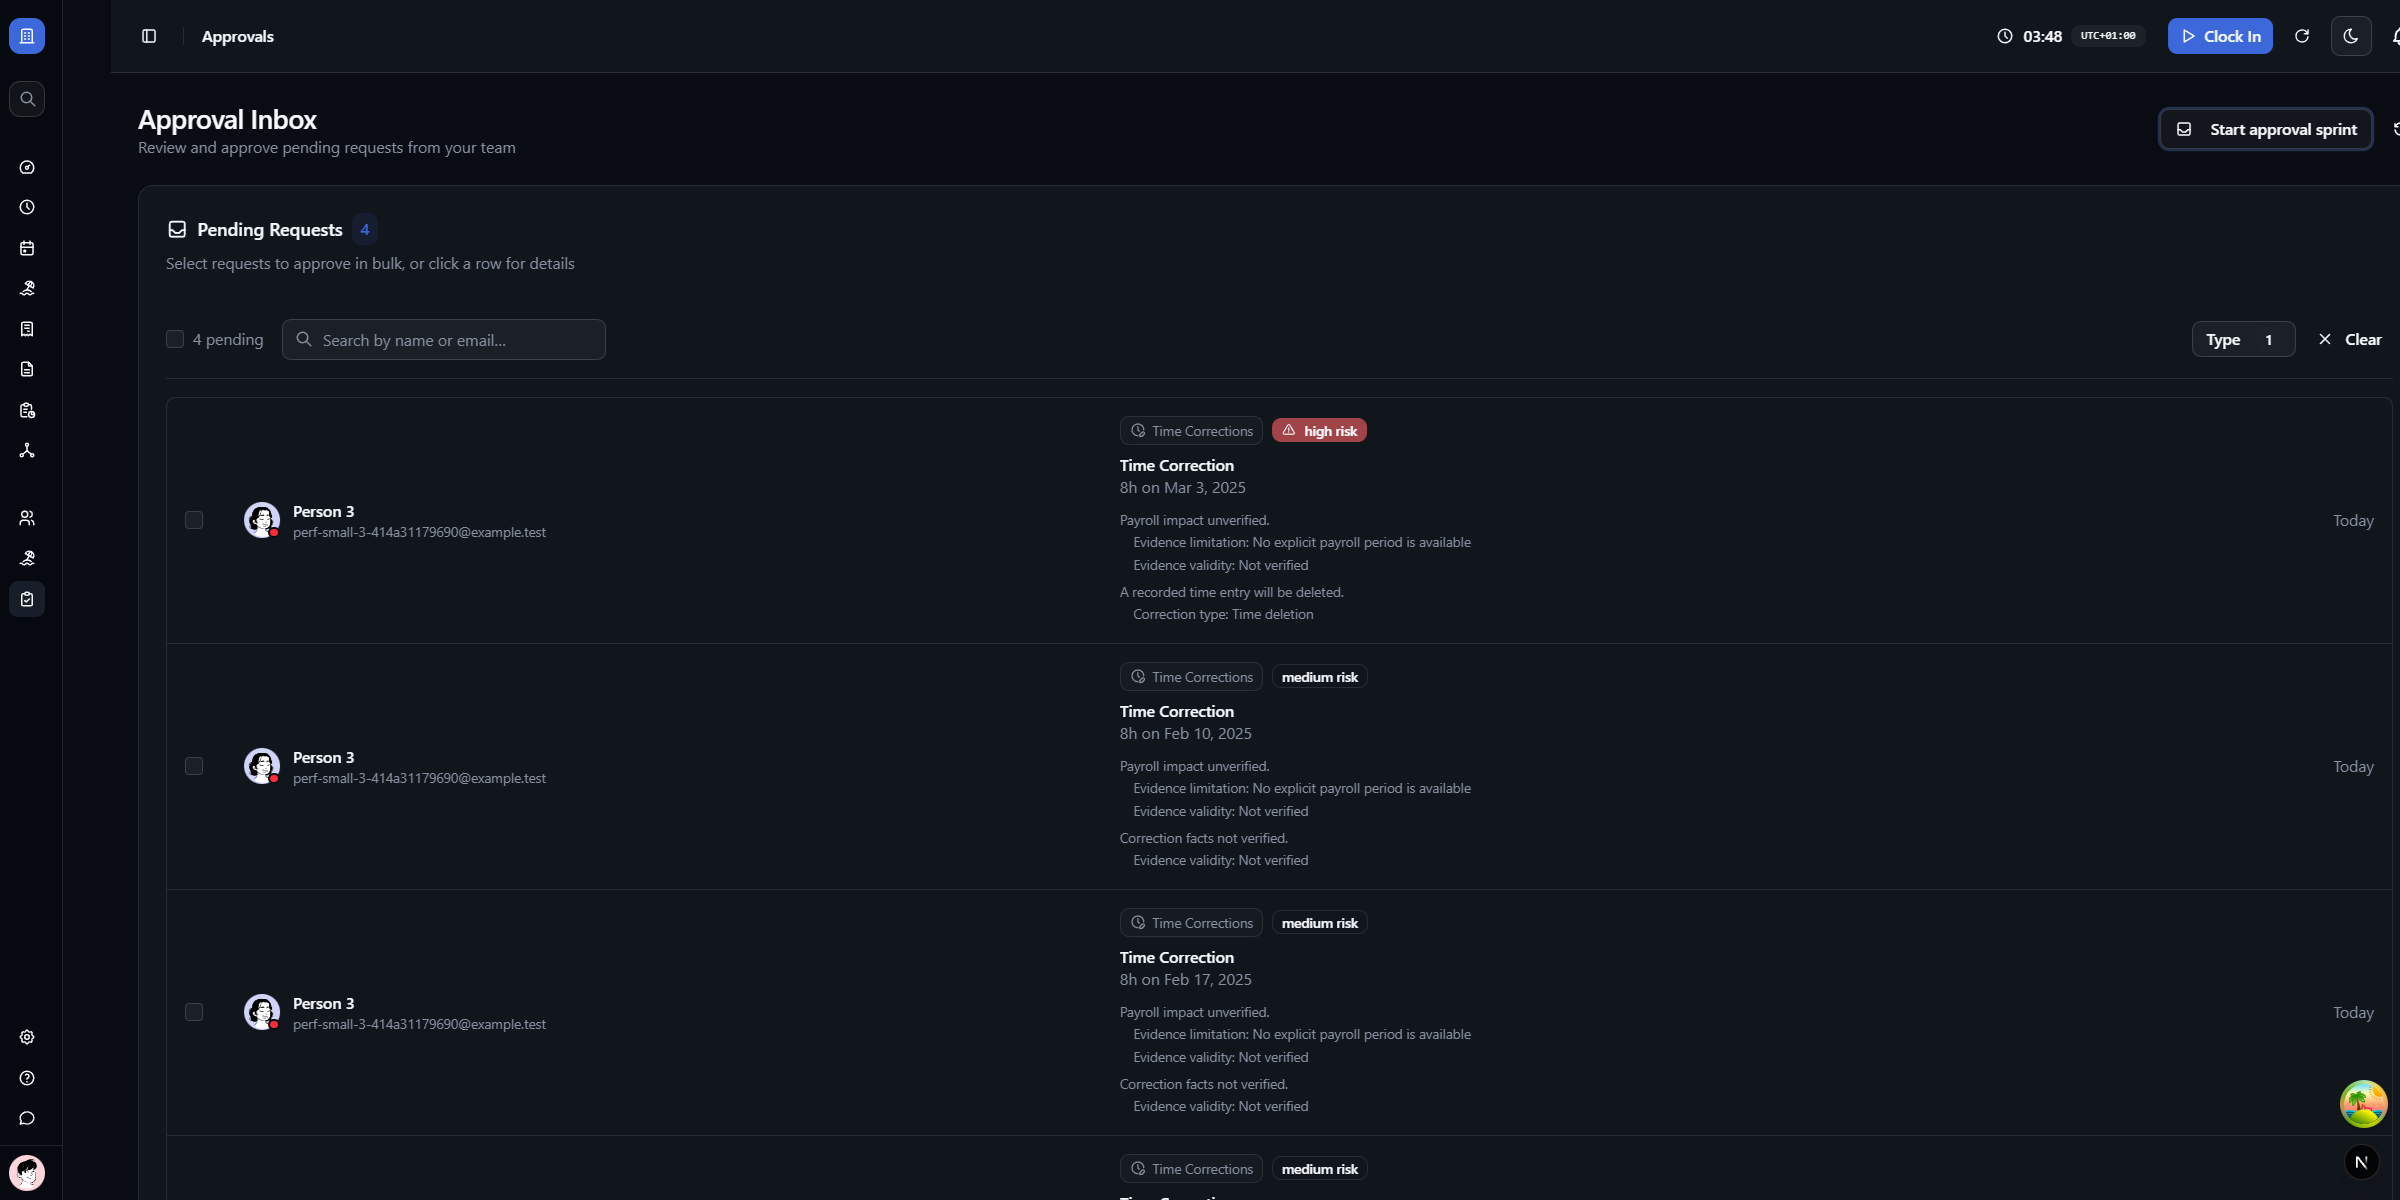 Approvals
03:48
UTC+01:00
Clock In
Approval Inbox
Review and approve pending requests from your team
Start approval sprint
Pending Requests 4
Select requests to approve in bulk, or click a row for details
4 pending
Search by name or email...
Type 1
Clear
Time Corrections
high risk
Time Correction
8h on Mar 3, 2025
Person 3
perf-small-3-414a31179690@example.test
Payroll impact unverified.
Evidence limitation: No explicit payroll period is available
Evidence validity: Not verified
A recorded time entry will be deleted.
Correction type: Time deletion
Today
Time Corrections
medium risk
Time Correction
8h on Feb 10, 2025
Person 3
perf-small-3-414a31179690@example.test
Payroll impact unverified.
Evidence limitation: No explicit payroll period is available
Evidence validity: Not verified
Correction facts not verified.
Evidence validity: Not verified
Today
Time Corrections
medium risk
Time Correction
8h on Feb 17, 2025
Person 3
perf-small-3-414a31179690@example.test
Payroll impact unverified.
Evidence limitation: No explicit payroll period is available
Evidence validity: Not verified
Correction facts not verified.
Evidence validity: Not verified
Today
Time Corrections
medium risk
N